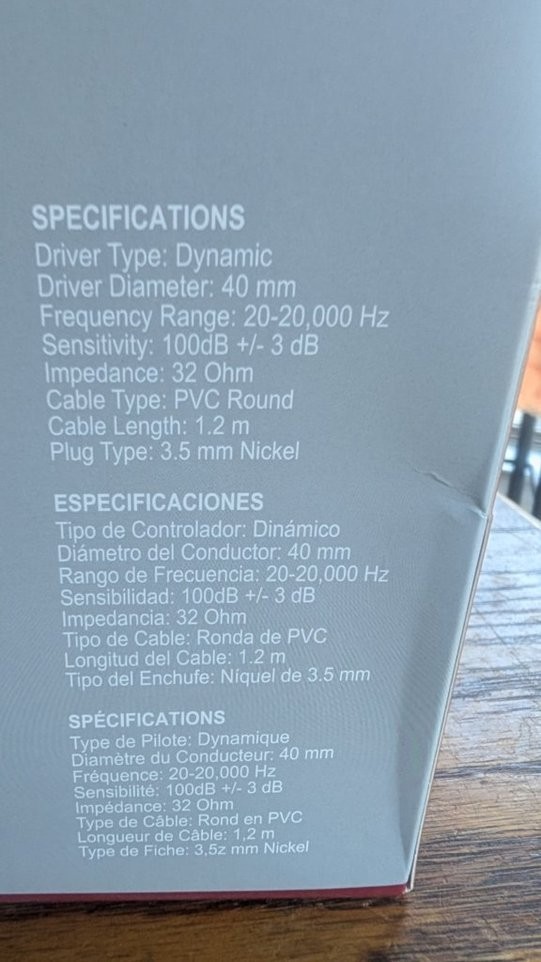 SPECIFICATIONS
Driver Type: Dynamic
Driver Diameter: 40 mm
Frequency Range: 20-20,000 Hz
Sensitivity: 100dB +/- 3 dB
Impedance: 32 Ohm
Cable Type: PVC Round
Cable Length: 1.2 m
Plug Type: 3.5 mm Nickel
ESPECIFICACIONES
Tipo de Controlador: Dinámico
Diámetro del Conductor: 40 mm
Rango de Frecuencia: 20-20,000 Hz
Sensibilidad: 100dB +/- 3 dB
Impedancia: 32 Ohm
Tipo de Cable: Ronda de PVC
Longitud del Cable: 1.2 m
Tipo del Enchufe: Níquel de 3.5 mm
SPÉCIFICATIONS
Type de Pilote: Dynamique
Diamètre du Conducteur: 40 mm
Fréquence: 20-20,000 Hz
Sensibilité: 100dB +/- 3 dB
Impédance: 32 Ohm
Type de Câble: Rond en PVC
Longueur de Câble: 1,2 m
Type de Fiche: 3,5z mm Nickel